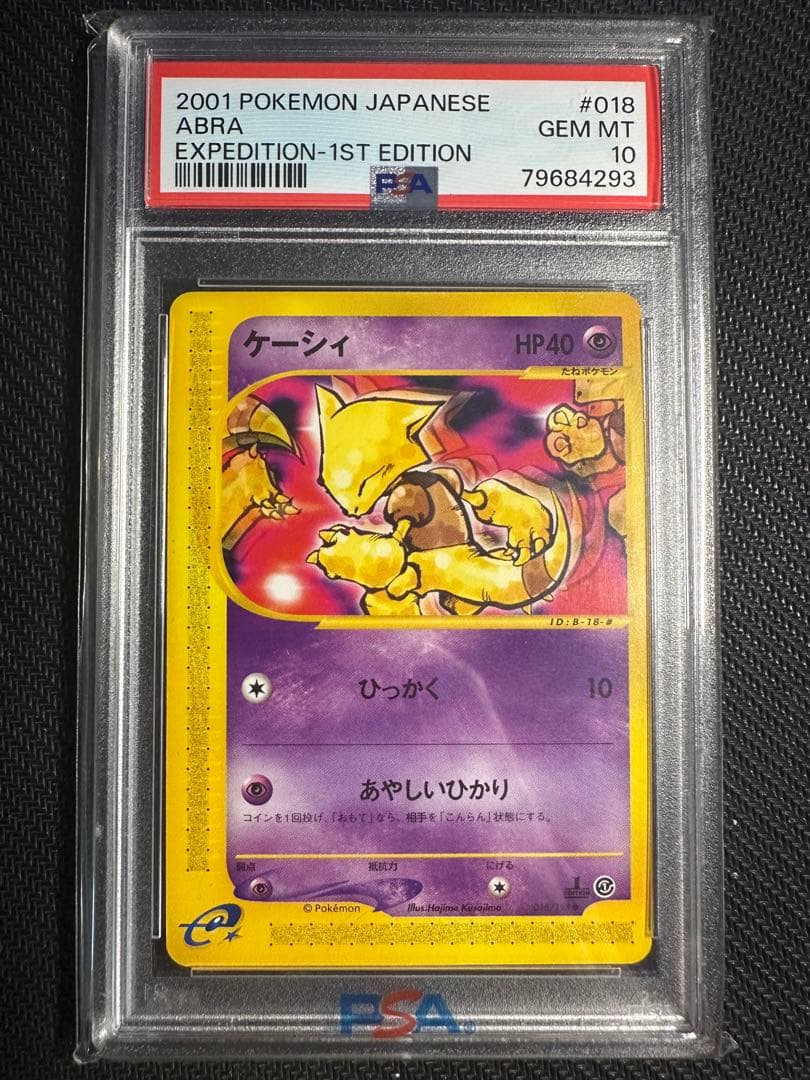 2001 POKEMON JAPANESE #018
ABRA GEM MT
EXPEDITION-1ST EDITION 10
PSA 79684293
ケーシィ HP40
たねポケモン
ID:B-18-#
ひっかく 10
あやしいひかり
コインを1回投げ、「おもて」なら、相手を「こんらん」状態にする。
弱点 抵抗力 にげる
1
EDITION
© Pokémon Illus.Hajime Kusajima
e
PSA